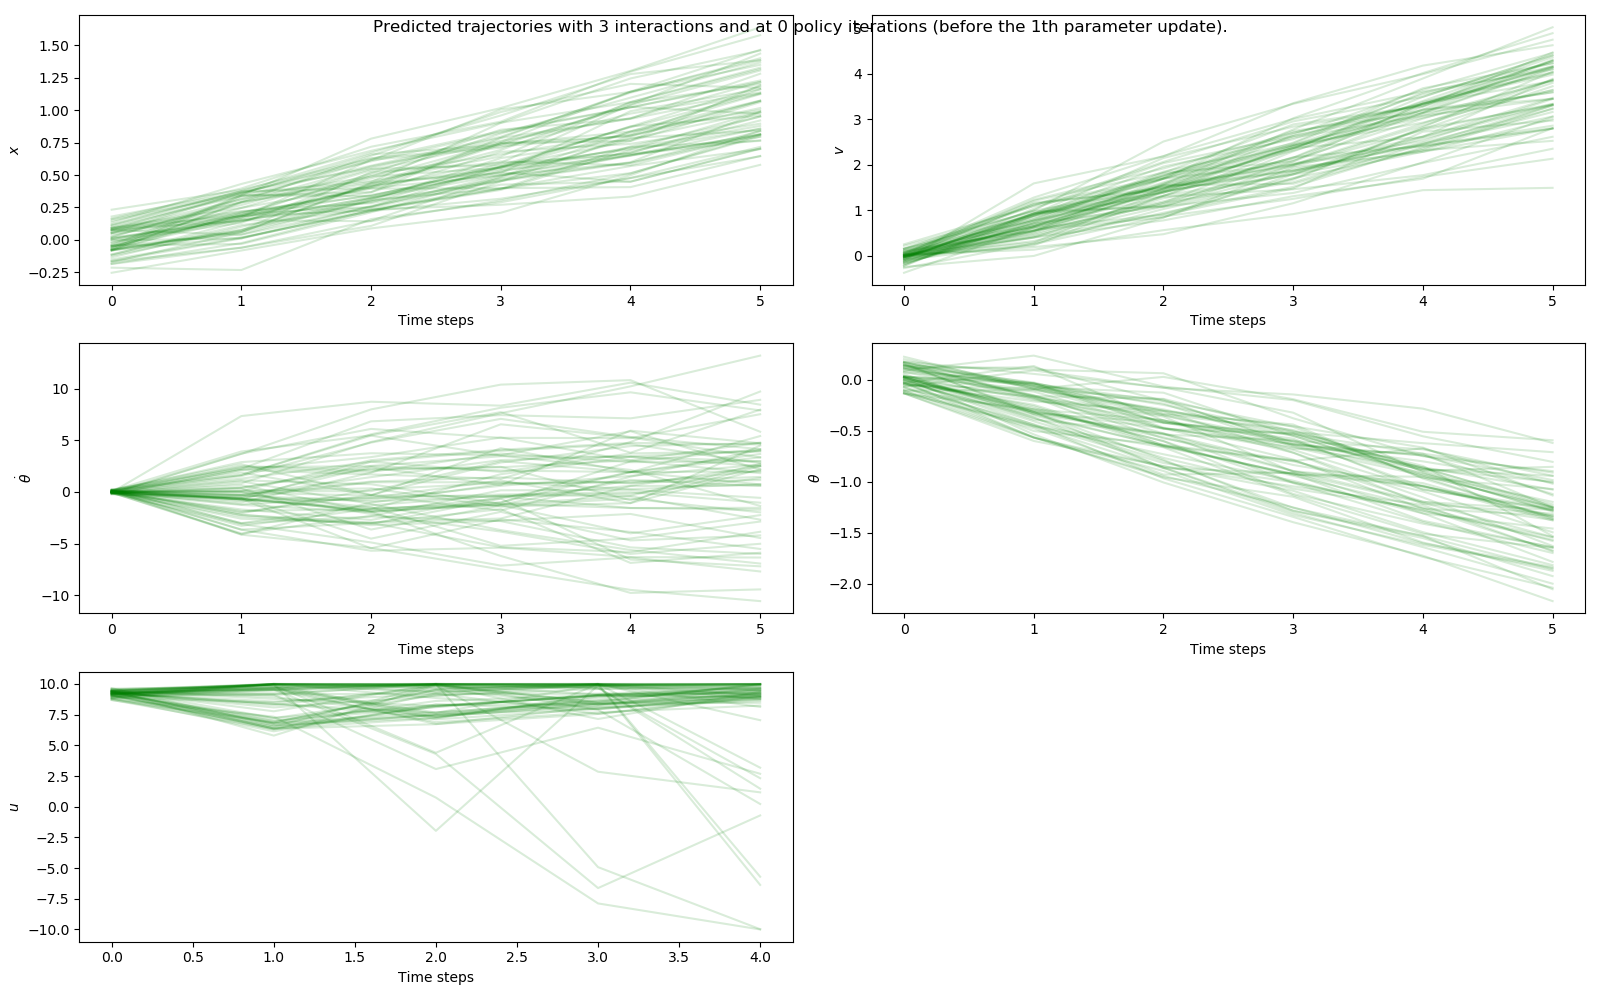 Predicted trajectories with 3 interactions and at 0 policy iterations (before the 1th parameter update).
1.50
1.25
1.00
0.75
0.50
0.25
0.00
−0.25
x
0 1 2 3 4 5
Time steps
5
4
3
2
1
0
v
0 1 2 3 4 5
Time steps
10
5
0
−5
−10
θ̇
0 1 2 3 4 5
Time steps
0.0
−0.5
−1.0
−1.5
−2.0
θ
0 1 2 3 4 5
Time steps
10.0
7.5
5.0
2.5
0.0
−2.5
−5.0
−7.5
−10.0
u
0.0 0.5 1.0 1.5 2.0 2.5 3.0 3.5 4.0
Time steps